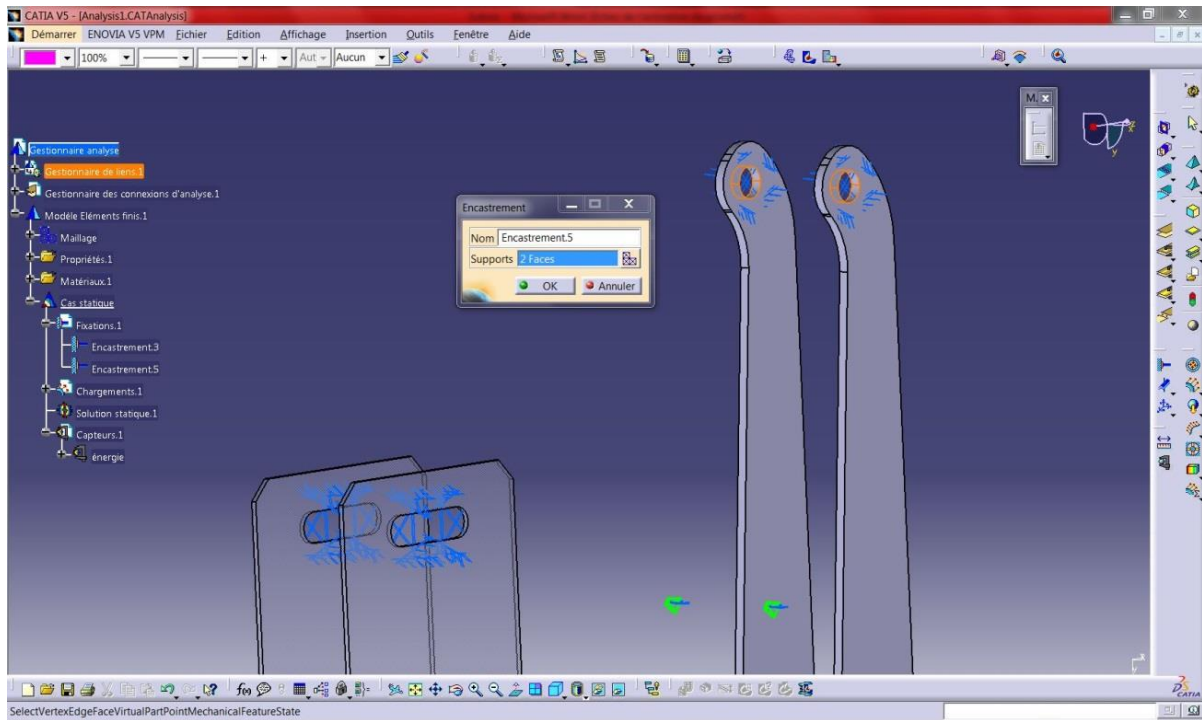 CATIA V5 - [Analysis1.CATAnalysis]
Démarrer ENOVIA V5 VPM Fichier Edition Affichage Insertion Outils Fenêtre Aide
100% Aut Aucun
M.
Gestionnaire analyse
Gestionnaire de liens.1
Gestionnaire des connexions d'analyse.1
Modéle Eléments finis.1
Maillage
Propriétés.1
Matériaux.1
Cas statique
Fixations.1
Encastrement.3
Encastrement.5
Chargements.1
Solution statique.1
Capteurs.1
énergie
Encastrement
Nom Encastrement.5
Supports 2 Faces
OK Annuler
y
f(x)
CATIA
SelectVertexEdgeFaceVirtualPartPointMechanicalFeatureState